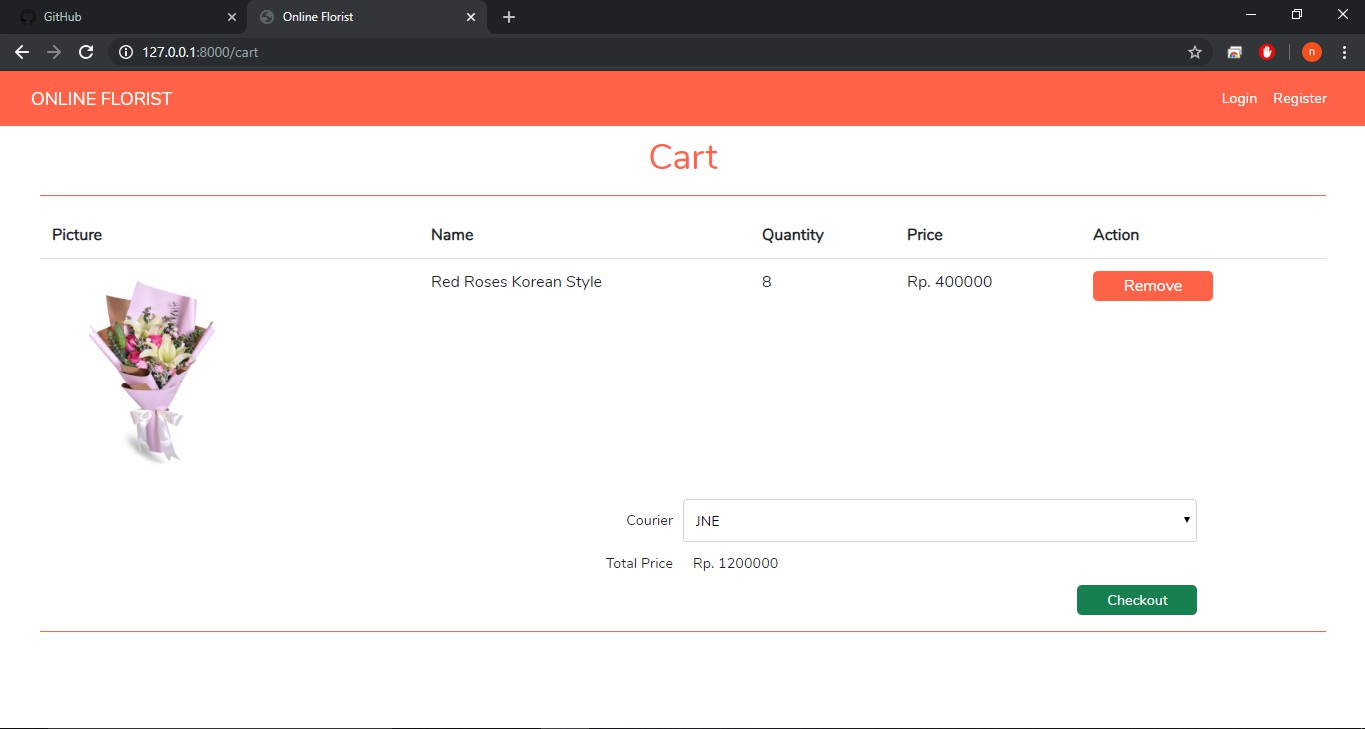 GitHub
Online Florist
127.0.0.1:8000/cart
n
ONLINE FLORIST
Login Register
Cart
Picture Name Quantity Price Action
Red Roses Korean Style 8 Rp. 400000 Remove
Courier JNE
Total Price Rp. 1200000
Checkout